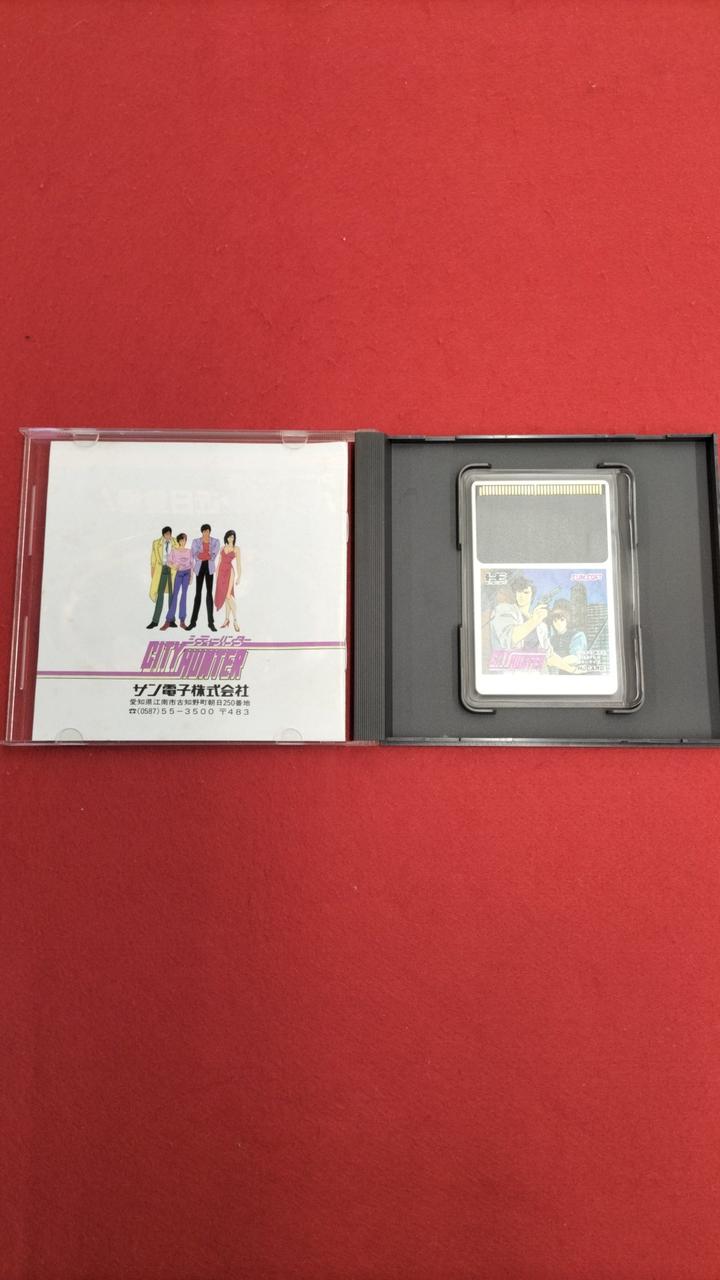 シティーハンター
CITY HUNTER
サン電子株式会社
愛知県江南市古知野町朝日250番地
☎(0587)55-3500 〒483
SUNSOFT
CITY HUNTER